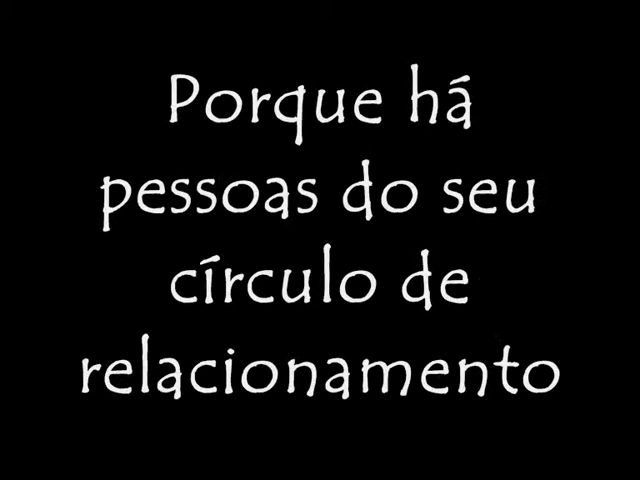 Porque há
pessoas do seu
círculo de
relacionamento